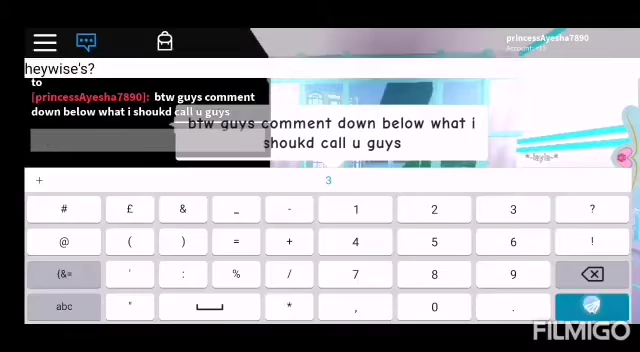 princessAyesha7890
heywise's?
to
[princessAyesha7890]: btw guys comment
down below what i shoukd call u guys
btw guys comment down below what i
shoukd call u guys
*-layla-*
+ 3
# £ & _ - 1 2 3 ?
@ ( ) = + 4 5 6 !
{&= ' : % / 7 8 9
abc " * , 0 .
FILMIGO